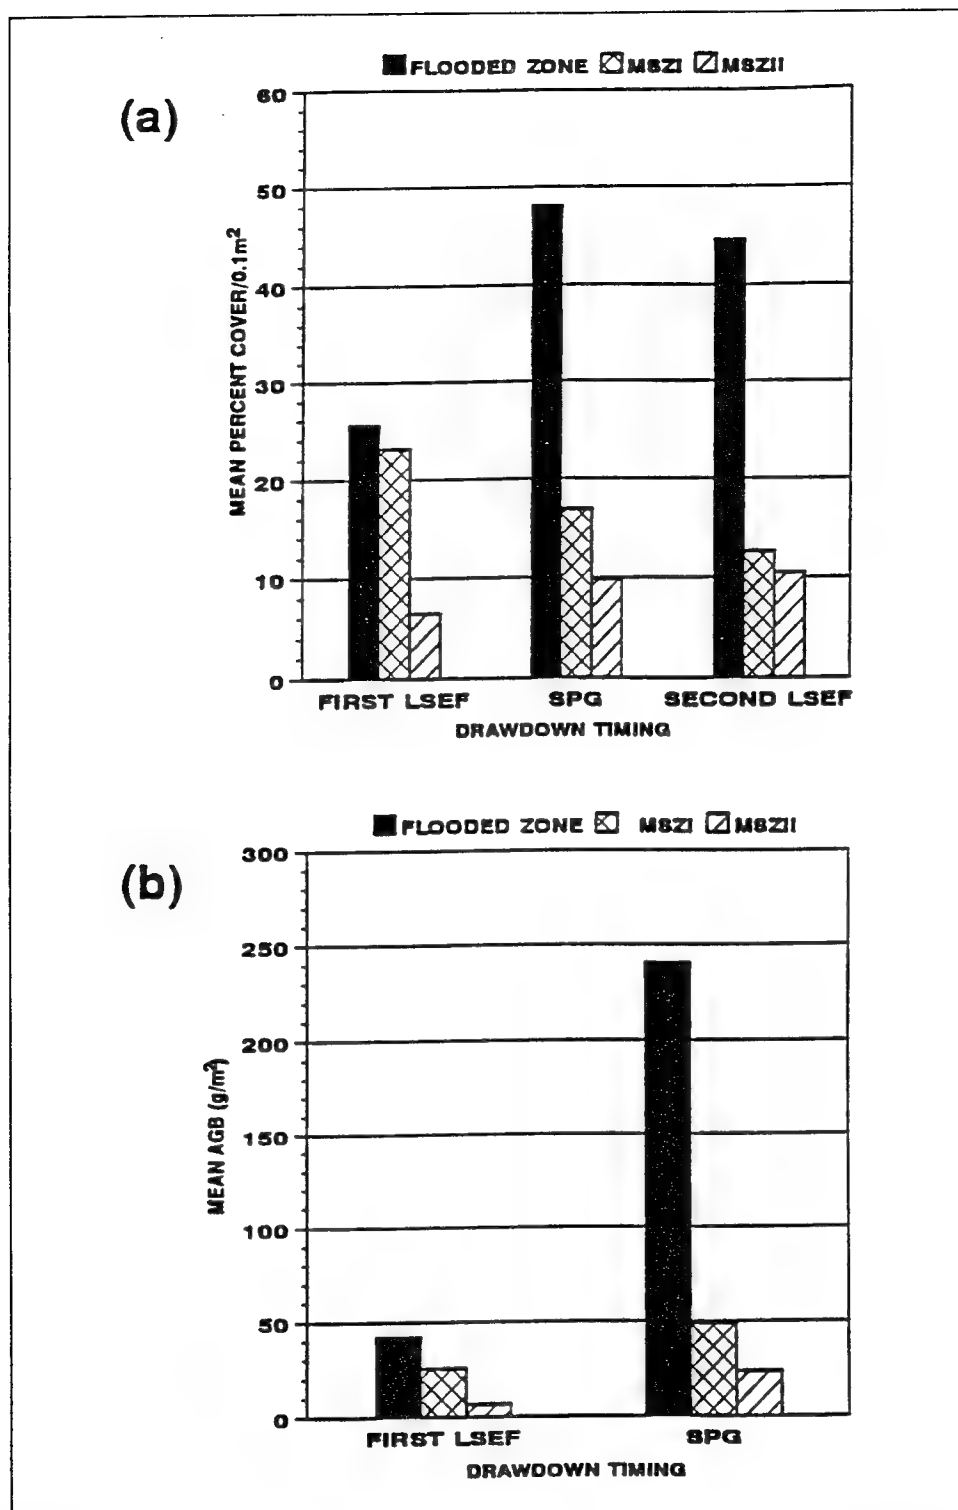 FLOODED ZONE MSZI MSZII
(a)
MEAN PERCENT COVER/0.1m²
60
50
40
30
20
10
0
FIRST LSEF SPG SECOND LSEF
DRAWDOWN TIMING
FLOODED ZONE MSZI MSZII
(b)
MEAN AGB (g/m²)
300
250
200
150
100
50
0
FIRST LSEF SPG
DRAWDOWN TIMING